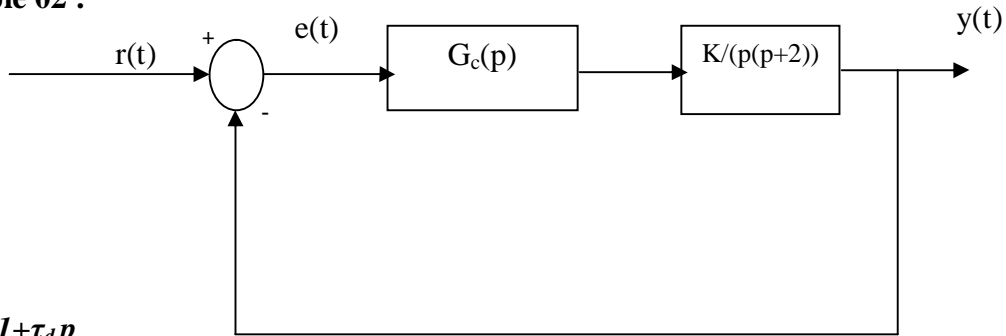 ple 02 :
y(t)
e(t)
+
r(t)
G_c(p)
K/(p(p+2))
-
1+τ_d p